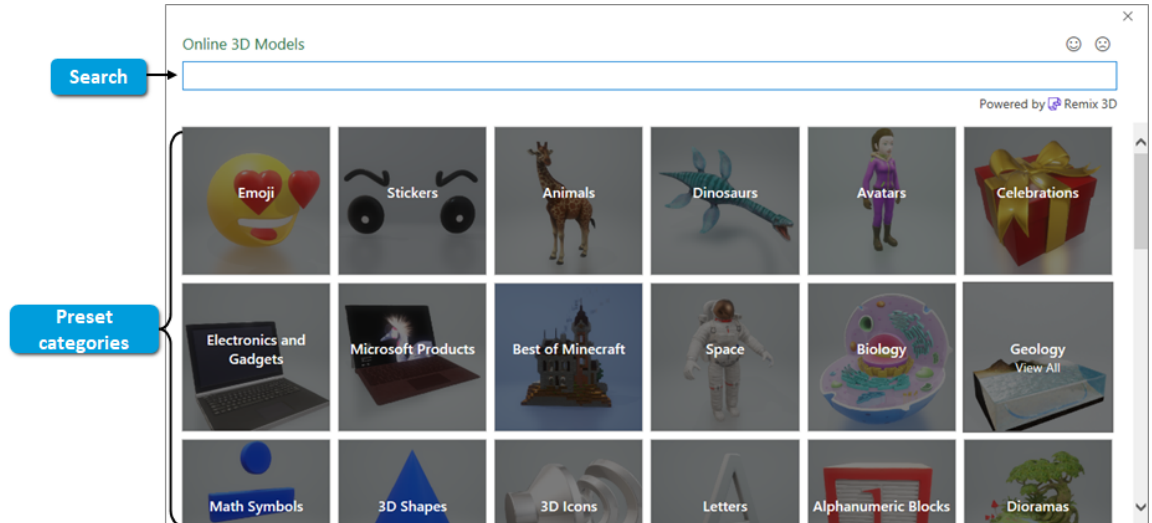 Online 3D Models
Search
Powered by Remix 3D
Emoji
Stickers
Animals
Dinosaurs
Avatars
Celebrations
Preset
categories
Electronics and
Gadgets
Microsoft Products
Best of Minecraft
Space
Biology
Geology
View All
Math Symbols
3D Shapes
3D Icons
Letters
Alphanumeric Blocks
Dioramas